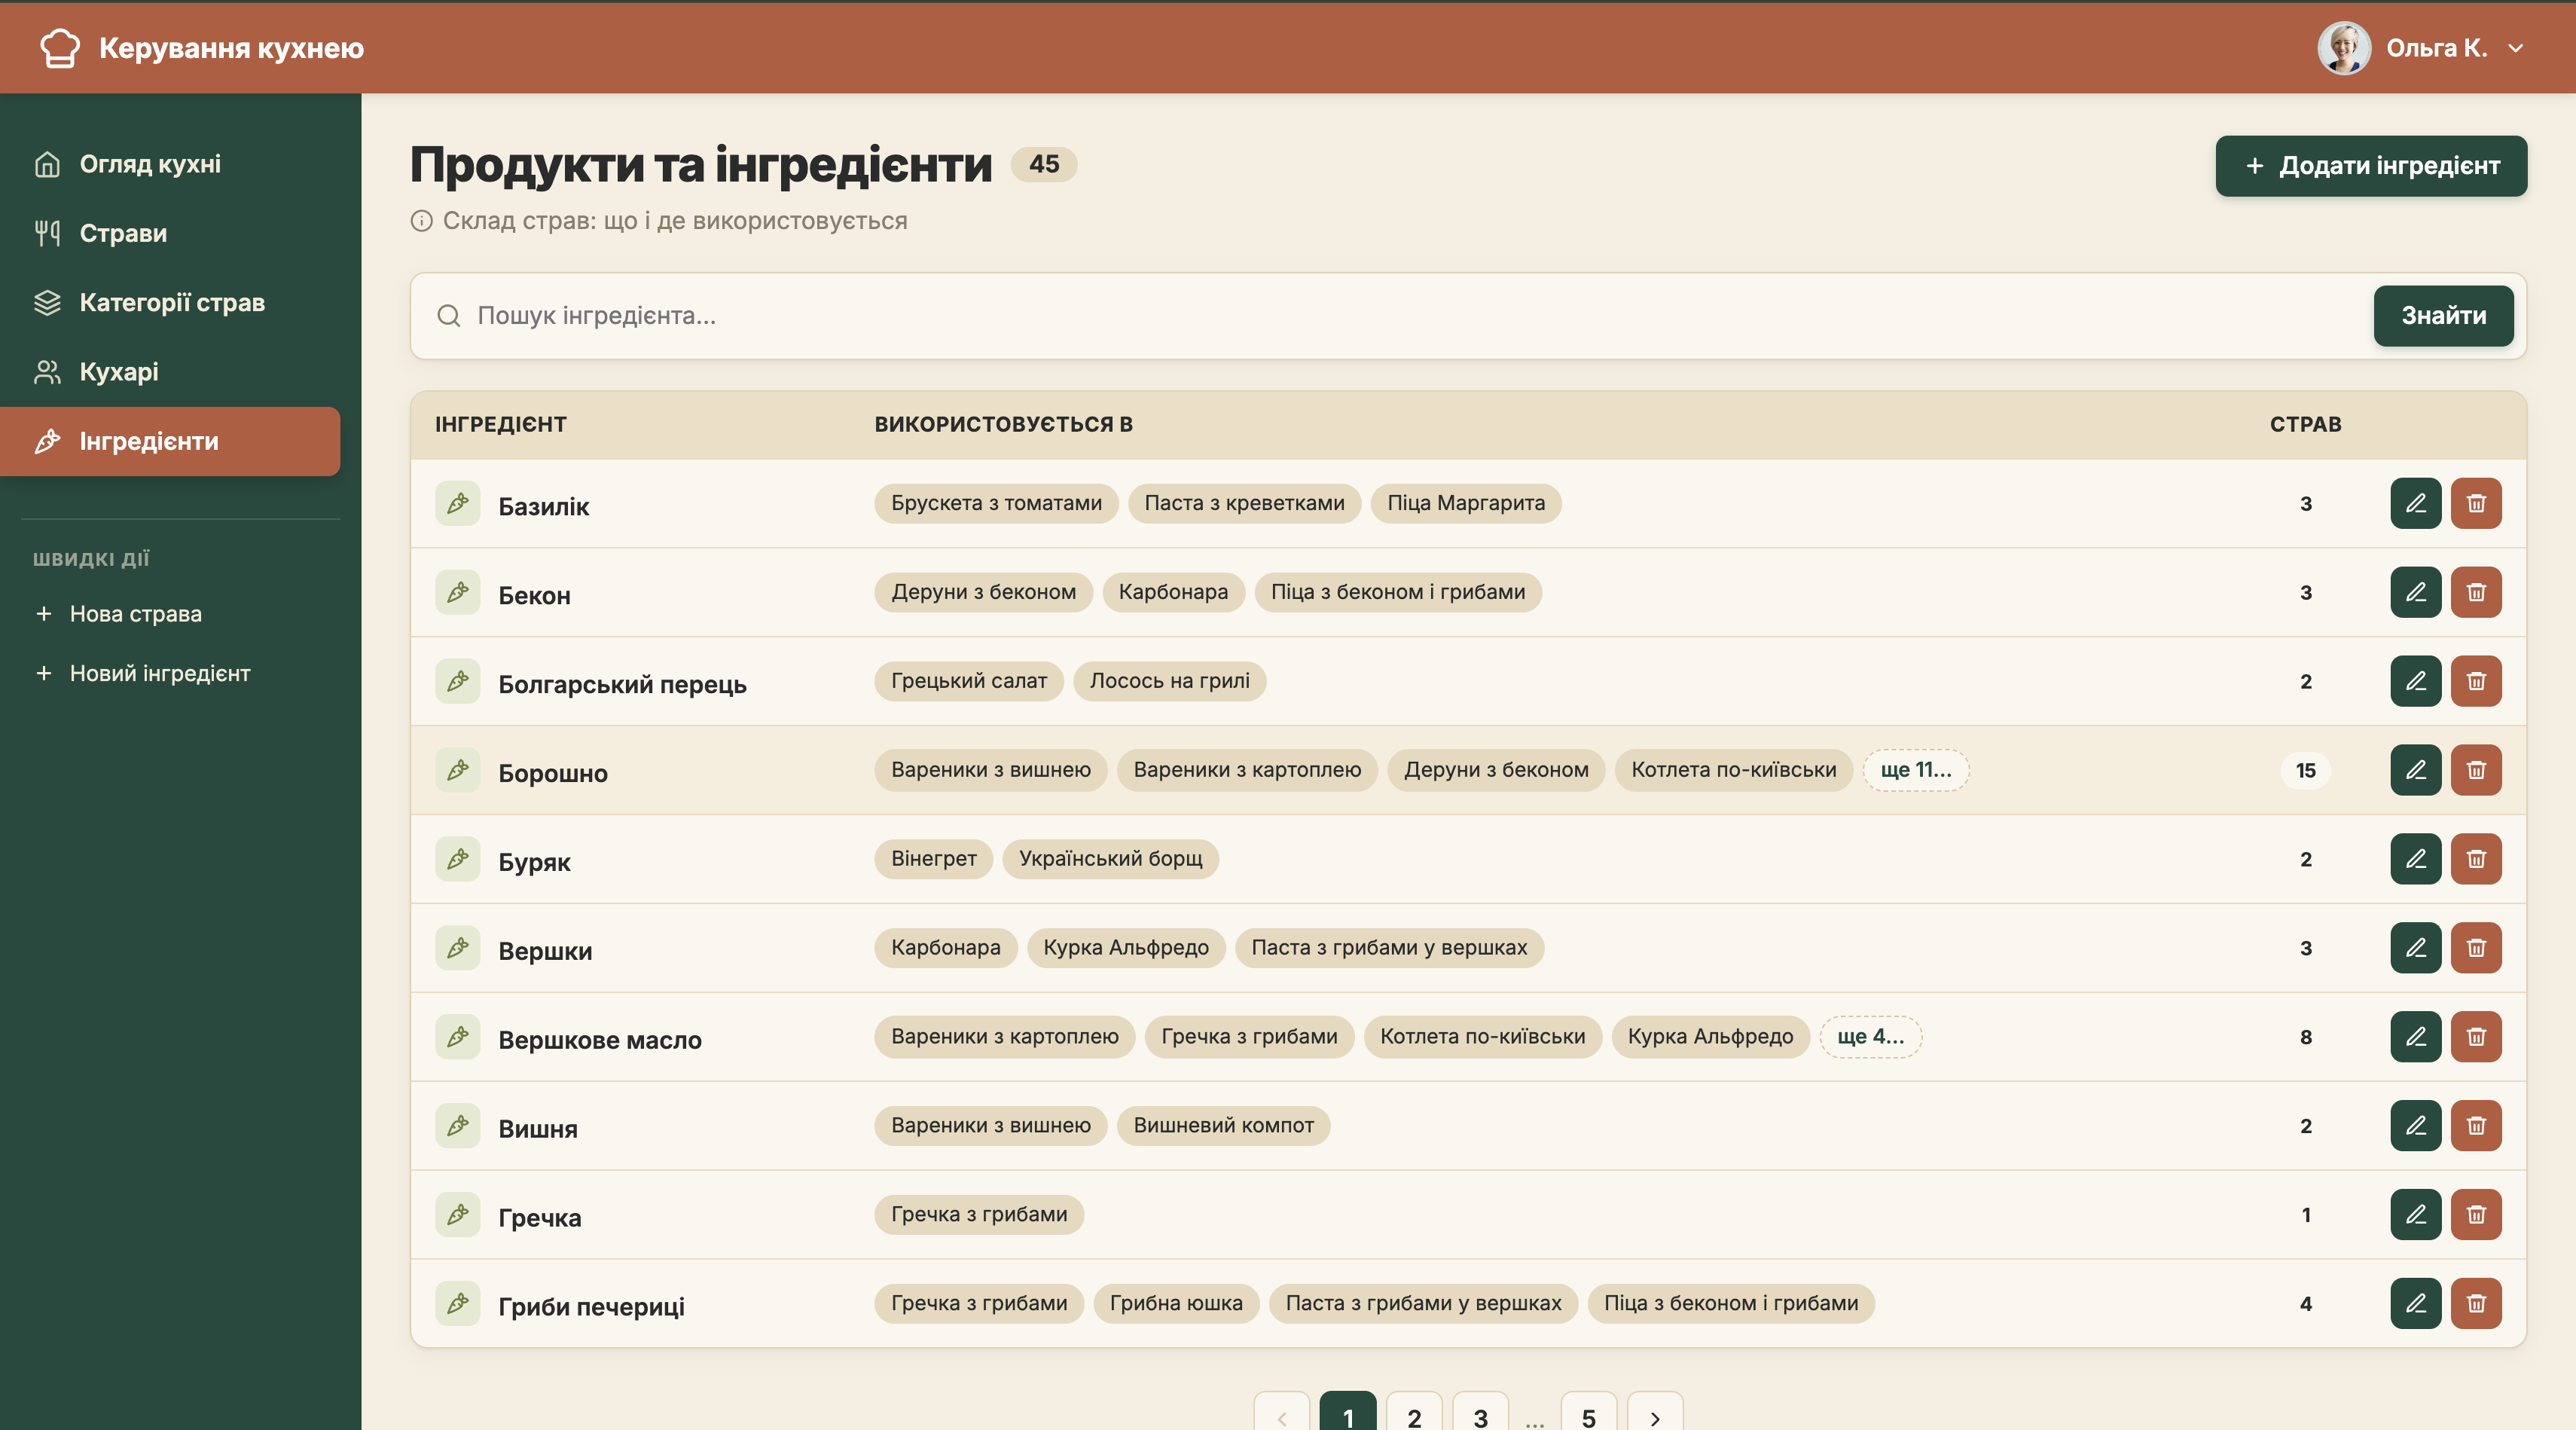 Керування кухнею
Ольга К.
Огляд кухні
Страви
Категорії страв
Кухарі
Інгредієнти
ШВИДКІ ДІЇ
+ Нова страва
+ Новий інгредієнт
Продукти та інгредієнти 45
+ Додати інгредієнт
Склад страв: що і де використовується
Пошук інгредієнта...
Знайти
ІНГРЕДІЄНТ ВИКОРИСТОВУЄТЬСЯ В СТРАВ
Базилік Брускета з томатами Паста з креветками Піца Маргарита 3
Бекон Деруни з беконом Карбонара Піца з беконом і грибами 3
Болгарський перець Грецький салат Лосось на грилі 2
Борошно Вареники з вишнею Вареники з картоплею Деруни з беконом Котлета по-київськи ще 11... 15
Буряк Вінегрет Український борщ 2
Вершки Карбонара Курка Альфредо Паста з грибами у вершках 3
Вершкове масло Вареники з картоплею Гречка з грибами Котлета по-київськи Курка Альфредо ще 4... 8
Вишня Вареники з вишнею Вишневий компот 2
Гречка Гречка з грибами 1
Гриби печериці Гречка з грибами Грибна юшка Паста з грибами у вершках Піца з беконом і грибами 4
1 2 3 ... 5